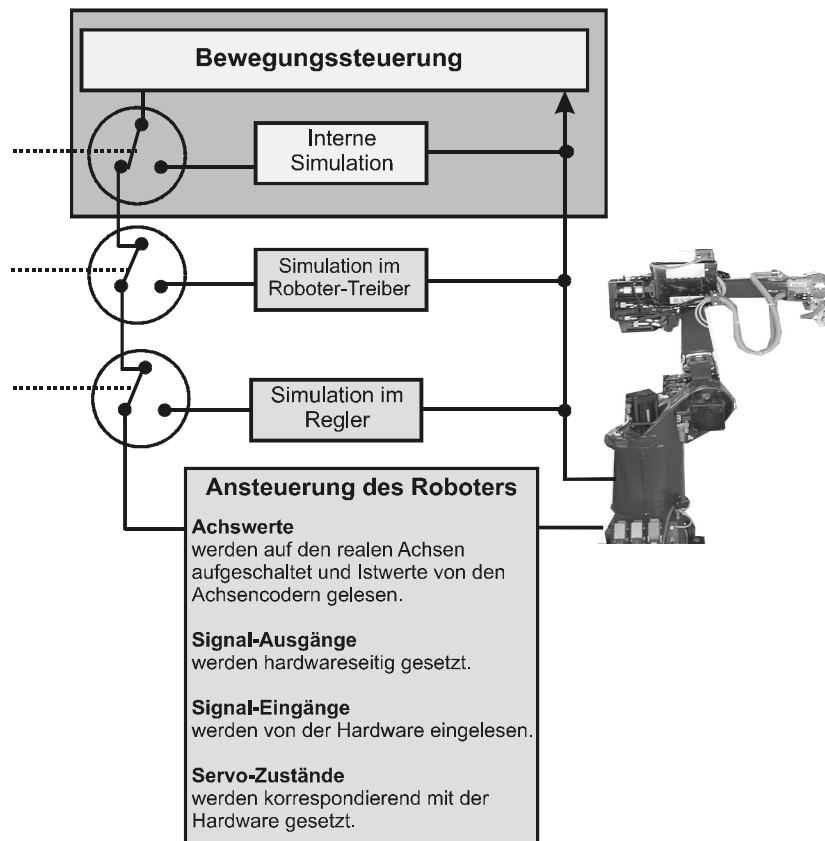 Bewegungssteuerung
Interne
Simulation
Simulation im
Roboter-Treiber
Simulation im
Regler
Ansteuerung des Roboters
Achswerte
werden auf den realen Achsen
aufgeschaltet und Istwerte von den
Achsencodern gelesen.
Signal-Ausgänge
werden hardwareseitig gesetzt.
Signal-Eingänge
werden von der Hardware eingelesen.
Servo-Zustände
werden korrespondierend mit der
Hardware gesetzt.